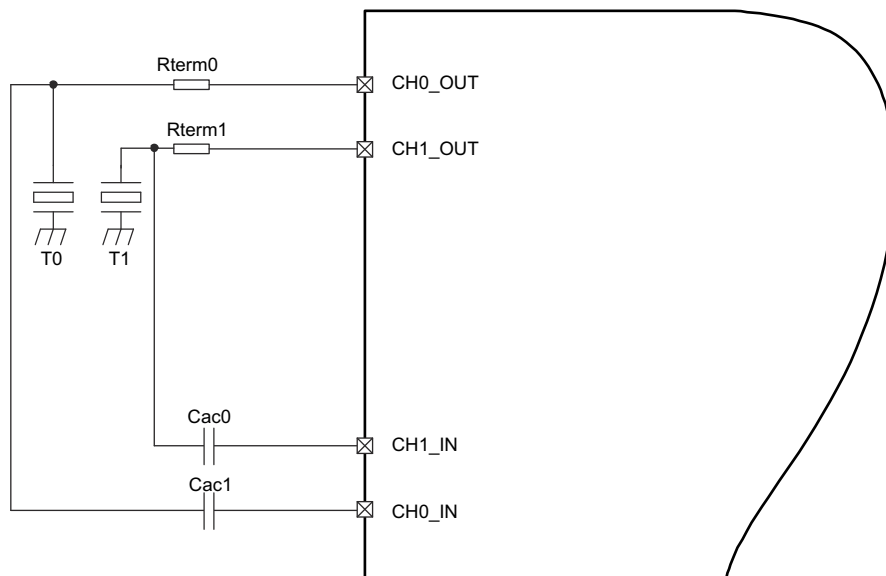 Rterm0
CH0_OUT
Rterm1
CH1_OUT
T0
T1
Cac0
CH1_IN
Cac1
CH0_IN